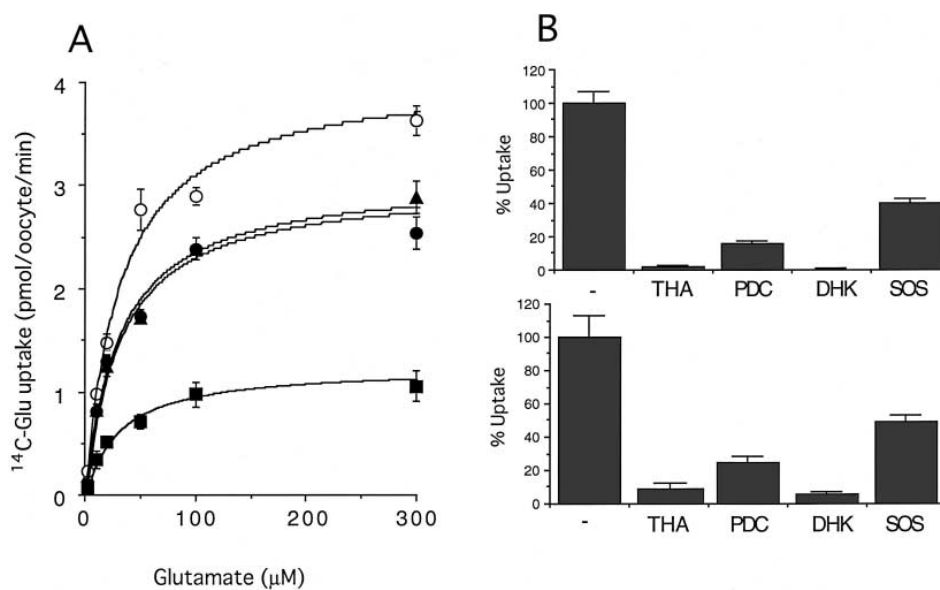 A
¹⁴C-Glu uptake (pmol/oocyte/min)
4
3
2
1
0
0 100 200 300
Glutamate (μM)
B
% Uptake
120
100
80
60
40
20
0
- THA PDC DHK SOS
% Uptake
120
100
80
60
40
20
0
- THA PDC DHK SOS